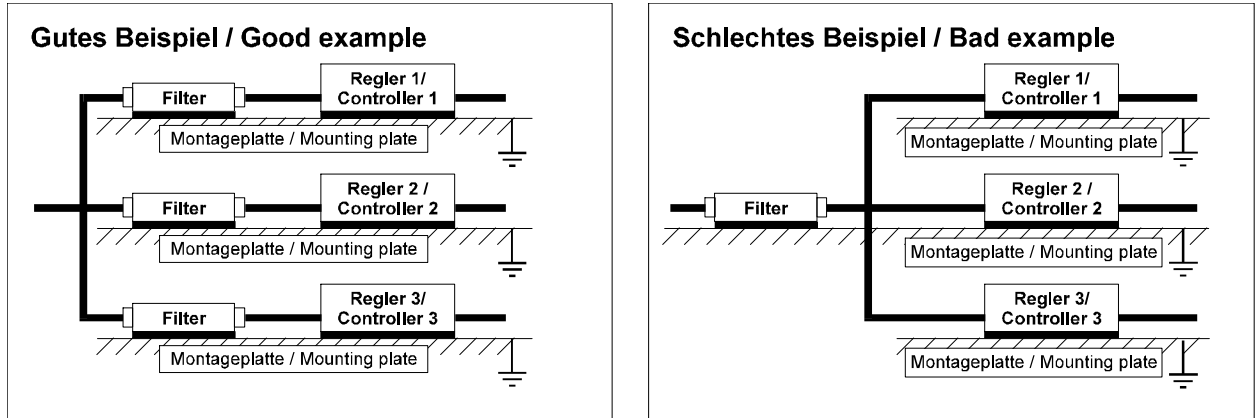 Gutes Beispiel / Good example
Filter
Regler 1/
Controller 1
Montageplatte / Mounting plate
Filter
Regler 2 /
Controller 2
Montageplatte / Mounting plate
Filter
Regler 3/
Controller 3
Montageplatte / Mounting plate
Schlechtes Beispiel / Bad example
Regler 1/
Controller 1
Montageplatte / Mounting plate
Filter
Regler 2 /
Controller 2
Montageplatte / Mounting plate
Regler 3/
Controller 3
Montageplatte / Mounting plate